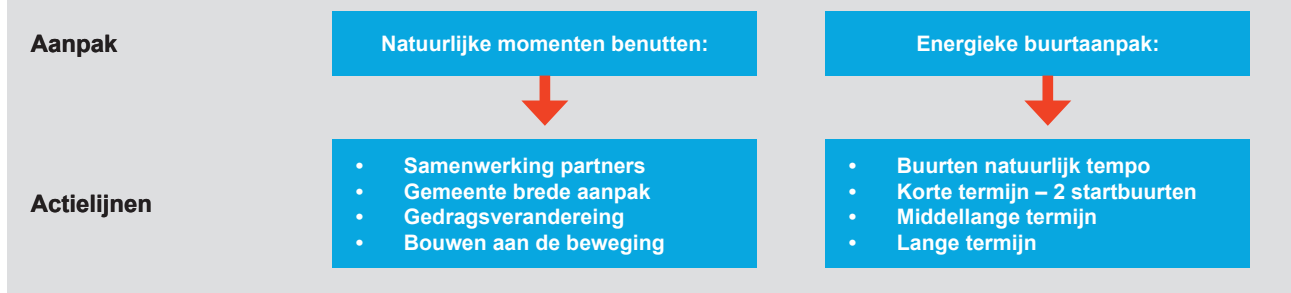 Aanpak
Natuurlijke momenten benutten:
Energieke buurtaanpak:
Actielijnen
• Samenwerking partners
• Gemeente brede aanpak
• Gedragsverandereing
• Bouwen aan de beweging
• Buurten natuurlijk tempo
• Korte termijn – 2 startbuurten
• Middellange termijn
• Lange termijn